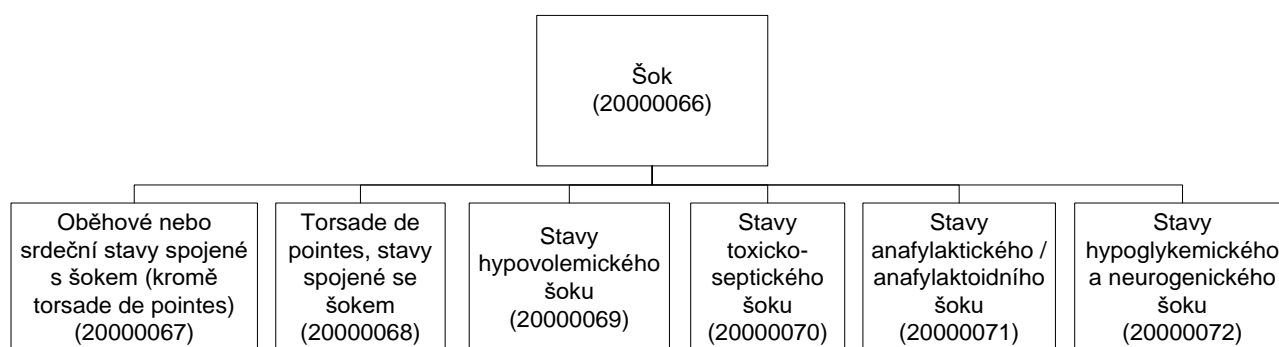 Šok
(20000066)
Oběhové nebo
srdeční stavy spojené
s šokem (kromě
torsade de pointes)
(20000067)
Torsade de
pointes, stavy
spojené se
šokem
(20000068)
Stavy
hypovolemického
šoku
(20000069)
Stavy
toxicko-
septického
šoku
(20000070)
Stavy
anafylaktického /
anafylaktoidního
šoku
(20000071)
Stavy
hypoglykemického
a neurogenického
šoku
(20000072)